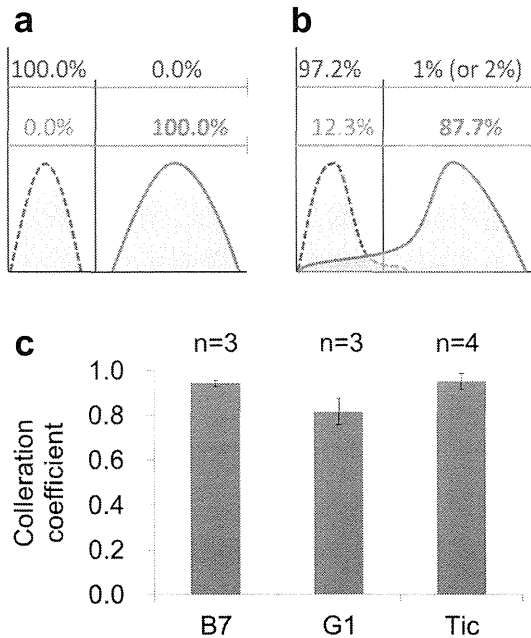 a
100.0% 0.0%
0.0% 100.0%
b
97.2% 1% (or 2%)
12.3% 87.7%
c
n=3 n=3 n=4
Colleration
coefficient
1.0
0.8
0.6
0.4
0.2
0.0
B7 G1 Tic